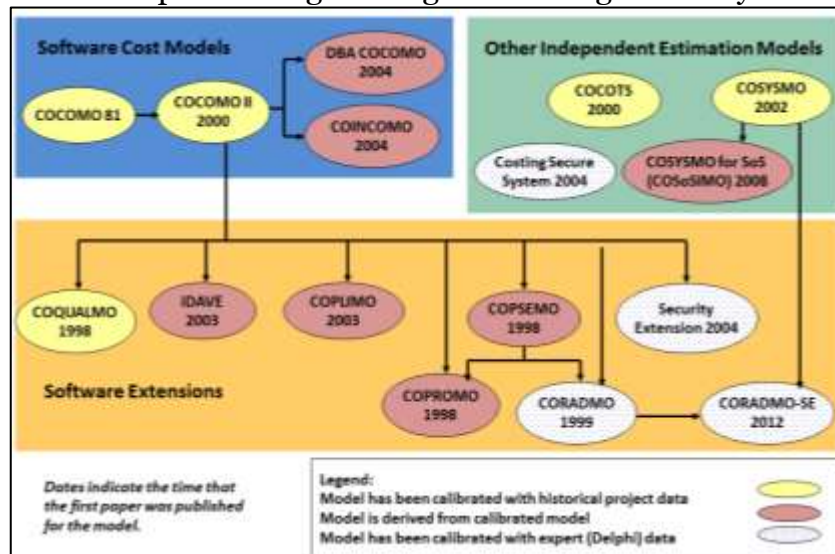 Software Cost Models
COCOMO 81
COCOMO II
2000
DBA COCOMO
2004
COINCOMO
2004
Other Independent Estimation Models
COCOTS
2000
COSYSMO
2002
Costing Secure
System 2004
COSYSMO for SoS
(COSoSIMO) 2008
COQUALMO
1998
iDAVE
2003
COPLIMO
2003
COPSEMO
1998
Security
Extension 2004
Software Extensions
COPROMO
1998
CORADMO
1999
CORADMO-SE
2012
Dates indicate the time that
the first paper was published
for the model.
Legend:
Model has been calibrated with historical project data
Model is derived from calibrated model
Model has been calibrated with expert (Delphi) data